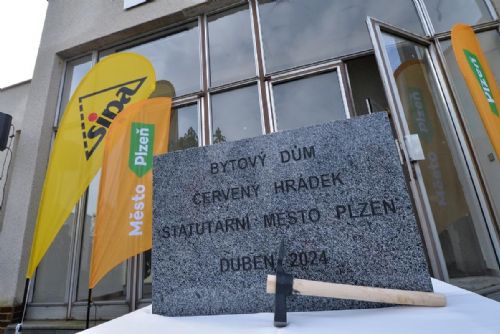 sipa
Město Plzeň
Plzeň
BYTOVÝ DŮM
ČERVENÝ HRÁDEK
STATUTÁRNÍ MĚSTO PLZEŇ
DUBEN 2024